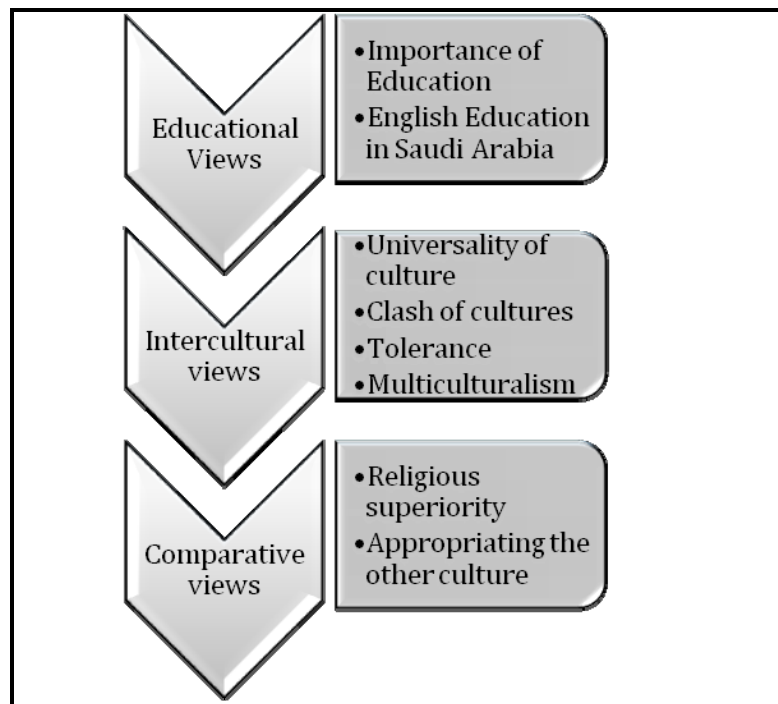 Educational
Views
•Importance of
Education
•English Education
in Saudi Arabia
Intercultural
views
•Universality of
culture
•Clash of cultures
•Tolerance
•Multiculturalism
Comparative
views
•Religious
superiority
•Appropriating the
other culture